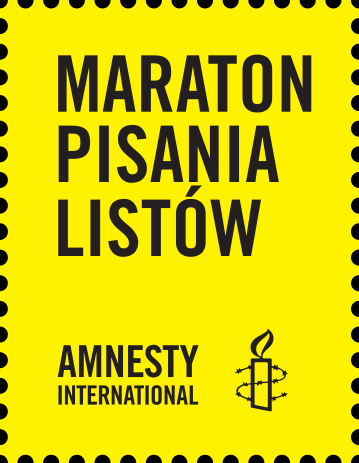 MARATON
PISANIA
LISTÓW
AMNESTY
INTERNATIONAL